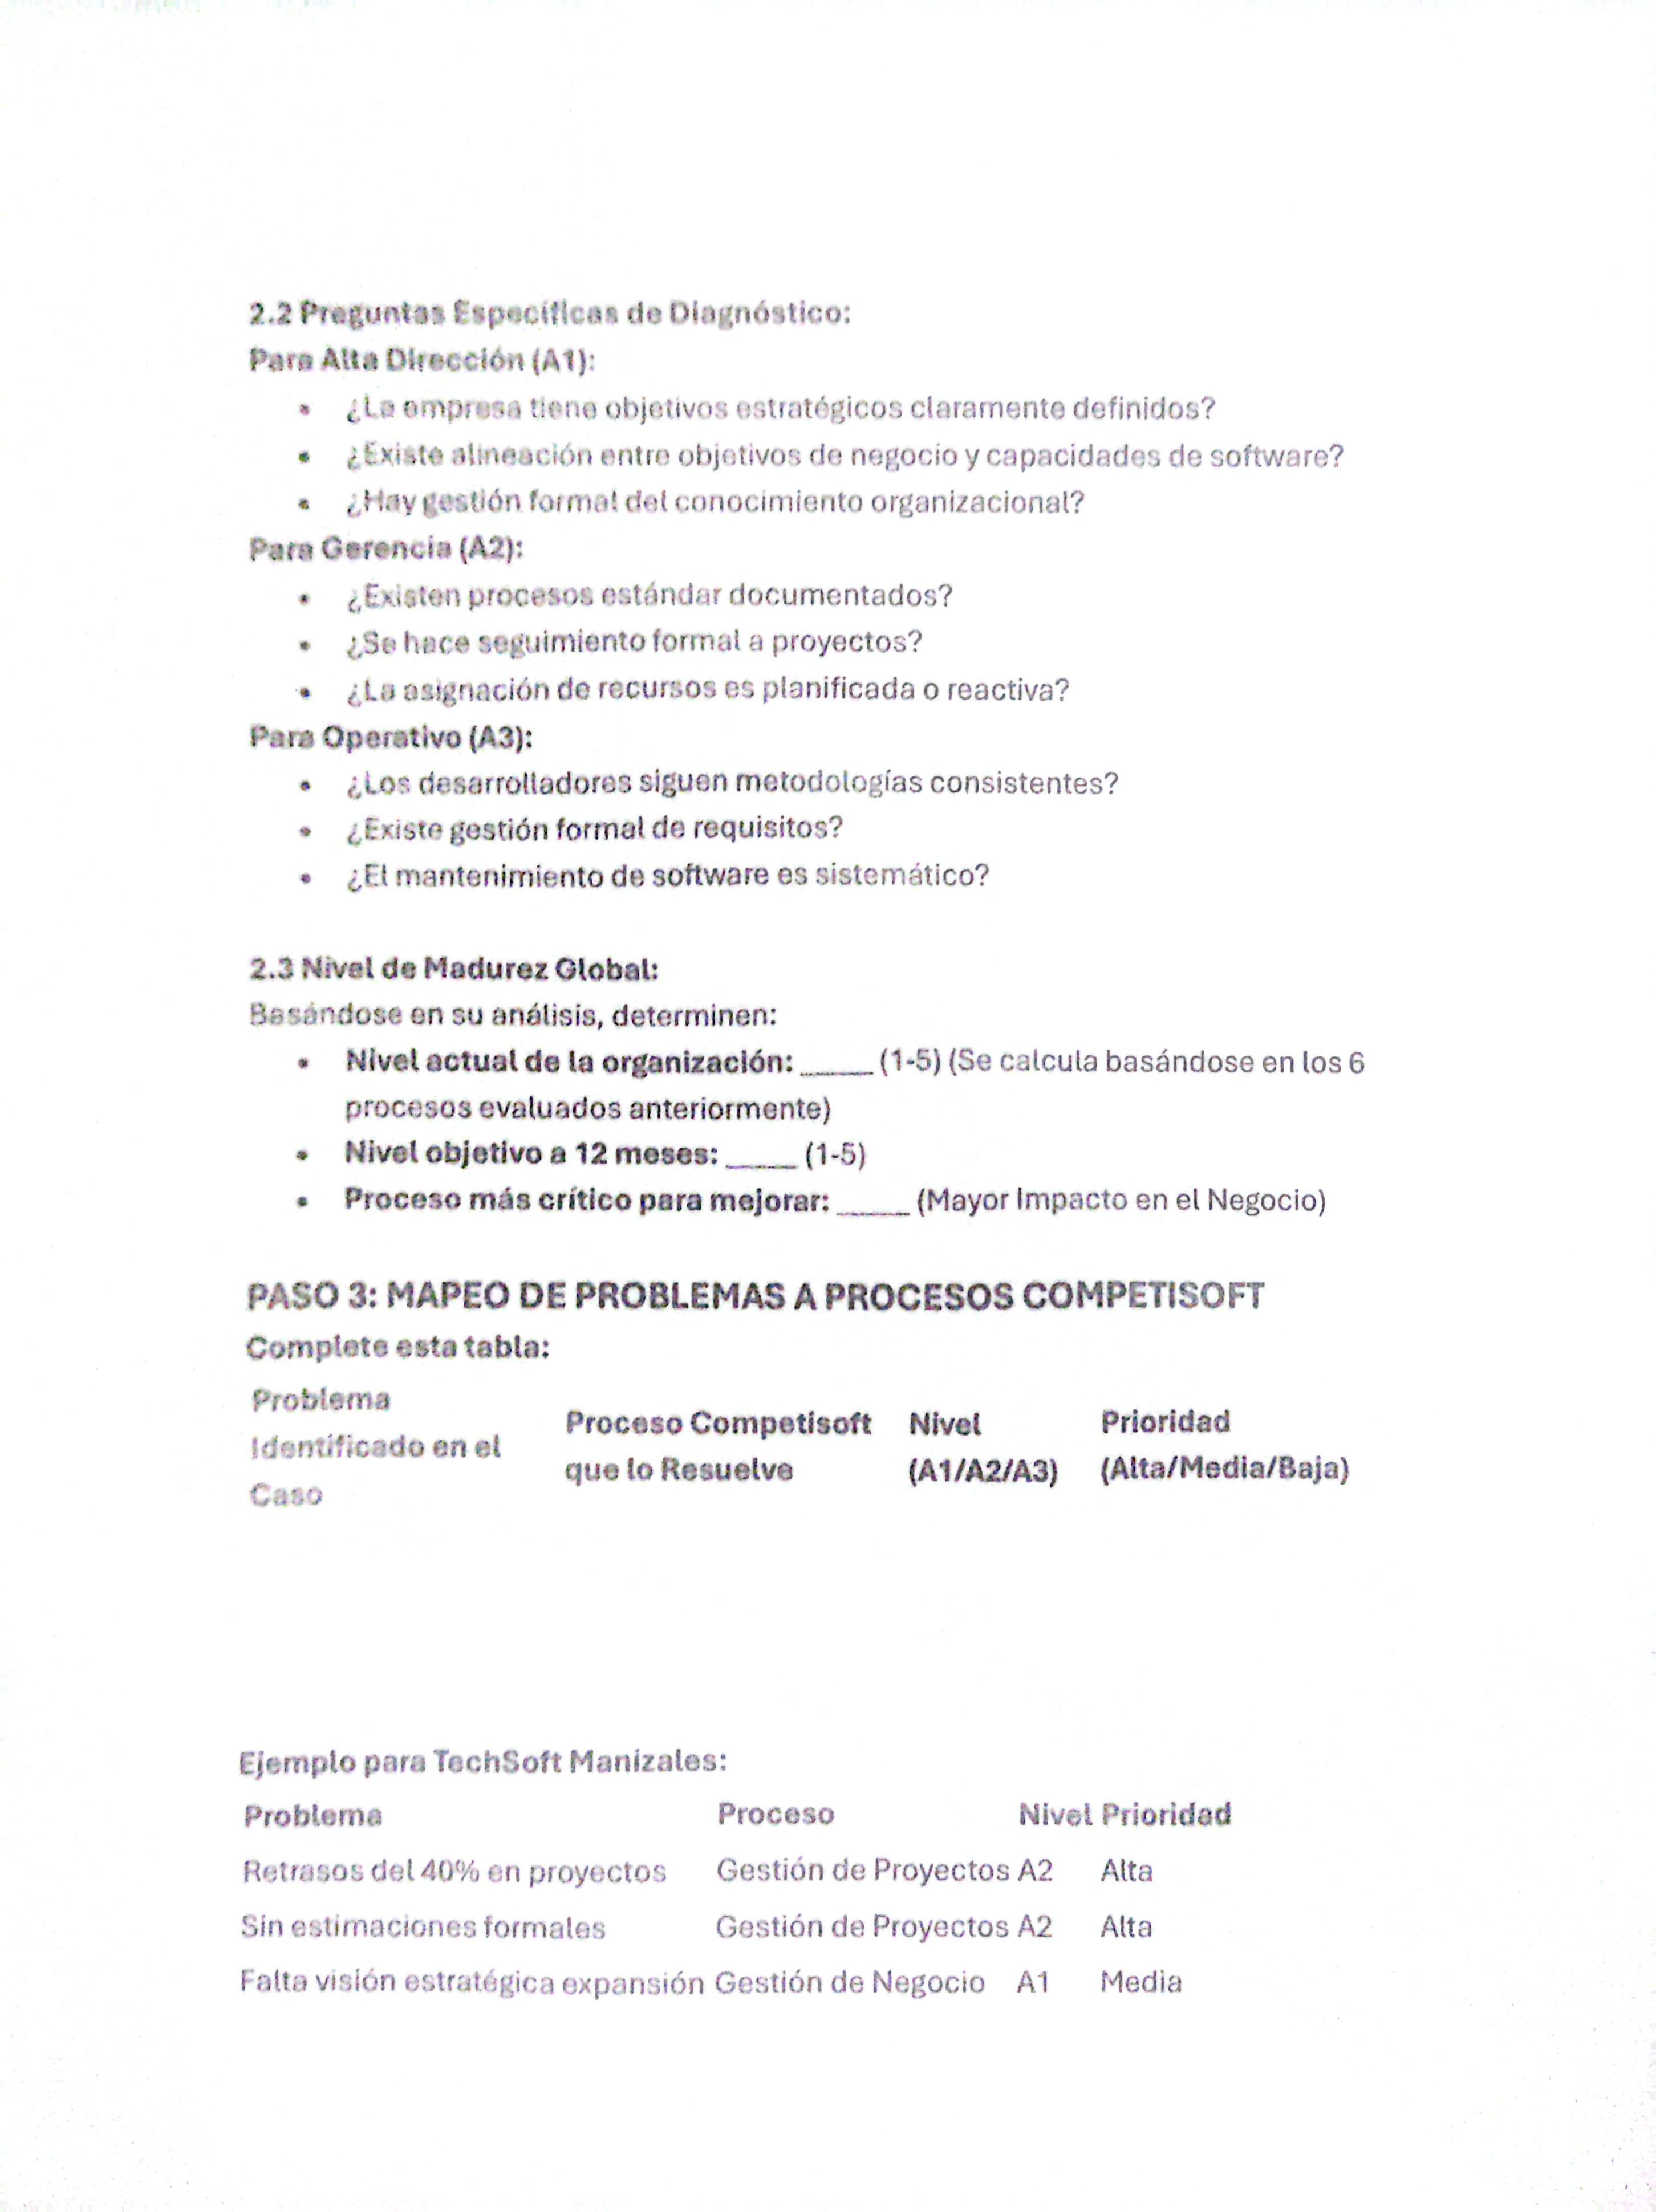 2.2 Preguntas Específicas de Diagnóstico:
Para Alta Dirección (A1):
• ¿La empresa tiene objetivos estratégicos claramente definidos?
• ¿Existe alineación entre objetivos de negocio y capacidades de software?
• ¿Hay gestión formal del conocimiento organizacional?
Para Gerencia (A2):
• ¿Existen procesos estándar documentados?
• ¿Se hace seguimiento formal a proyectos?
• ¿La asignación de recursos es planificada o reactiva?
Para Operativo (A3):
• ¿Los desarrolladores siguen metodologías consistentes?
• ¿Existe gestión formal de requisitos?
• ¿El mantenimiento de software es sistemático?
2.3 Nivel de Madurez Global:
Basándose en su análisis, determinen:
• Nivel actual de la organización: _____ (1-5) (Se calcula basándose en los 6
procesos evaluados anteriormente)
• Nivel objetivo a 12 meses: _____ (1-5)
• Proceso más crítico para mejorar: _____ (Mayor Impacto en el Negocio)
PASO 3: MAPEO DE PROBLEMAS A PROCESOS COMPETISOFT
Complete esta tabla:
Problema
Identificado en el
Caso
Proceso Competisoft
que lo Resuelve
Nivel
(A1/A2/A3)
Prioridad
(Alta/Media/Baja)
Ejemplo para TechSoft Manizales:
Problema Proceso Nivel Prioridad
Retrasos del 40% en proyectos Gestión de Proyectos A2 Alta
Sin estimaciones formales Gestión de Proyectos A2 Alta
Falta visión estratégica expansión Gestión de Negocio A1 Media